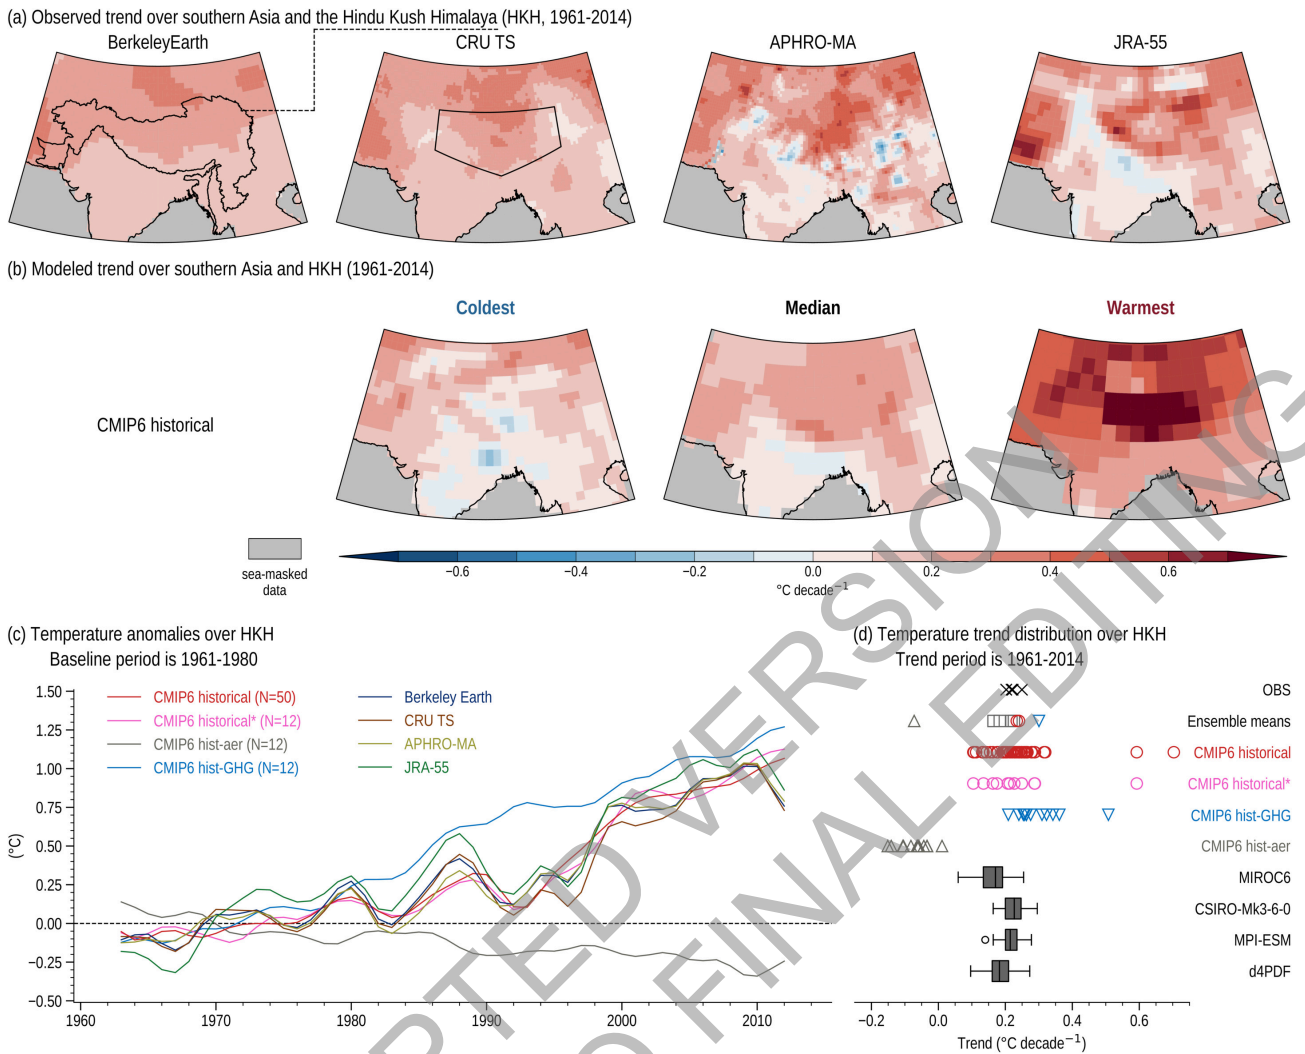 (a) Observed trend over southern Asia and the Hindu Kush Himalaya (HKH, 1961-2014)
BerkeleyEarth CRU TS APHRO-MA JRA-55
(b) Modeled trend over southern Asia and HKH (1961-2014)
Coldest Median Warmest
CMIP6 historical
sea-masked
data
−0.6 −0.4 −0.2 0.0 0.2 0.4 0.6
°C decade⁻¹
(c) Temperature anomalies over HKH
Baseline period is 1961-1980
CMIP6 historical (N=50)
CMIP6 historical* (N=12)
CMIP6 hist-aer (N=12)
CMIP6 hist-GHG (N=12)
Berkeley Earth
CRU TS
APHRO-MA
JRA-55
1.50
1.25
1.00
0.75
0.50
0.25
0.00
−0.25
−0.50
(°C)
1960 1970 1980 1990 2000 2010
(d) Temperature trend distribution over HKH
Trend period is 1961-2014
OBS
Ensemble means
CMIP6 historical
CMIP6 historical*
CMIP6 hist-GHG
CMIP6 hist-aer
MIROC6
CSIRO-Mk3-6-0
MPI-ESM
d4PDF
−0.2 0.0 0.2 0.4 0.6
Trend (°C decade⁻¹)
PTED VERSION
O FINAL EDITING